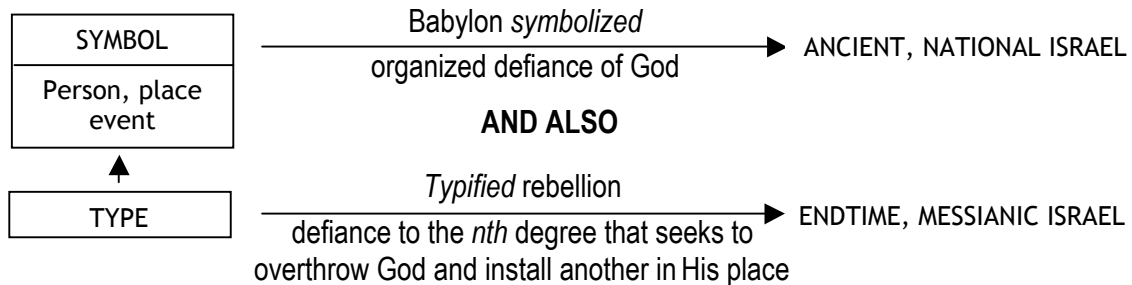 SYMBOL
Person, place
event
TYPE
Babylon symbolized
organized defiance of God
ANCIENT, NATIONAL ISRAEL
AND ALSO
Typified rebellion
defiance to the nth degree that seeks to
overthrow God and install another in His place
ENDTIME, MESSIANIC ISRAEL